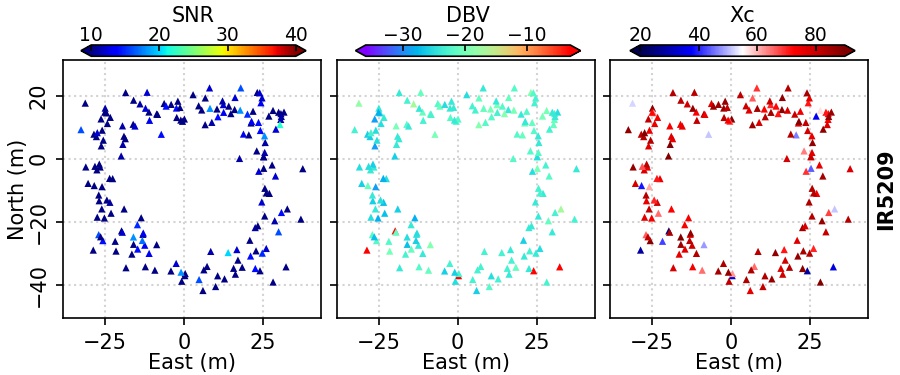 SNR DBV Xc
10 20 30 40 −30 −20 −10 20 40 60 80
North (m)
20
0
−20
−40
−25 0 25 −25 0 25 −25 0 25
East (m) East (m) East (m)
IR5209